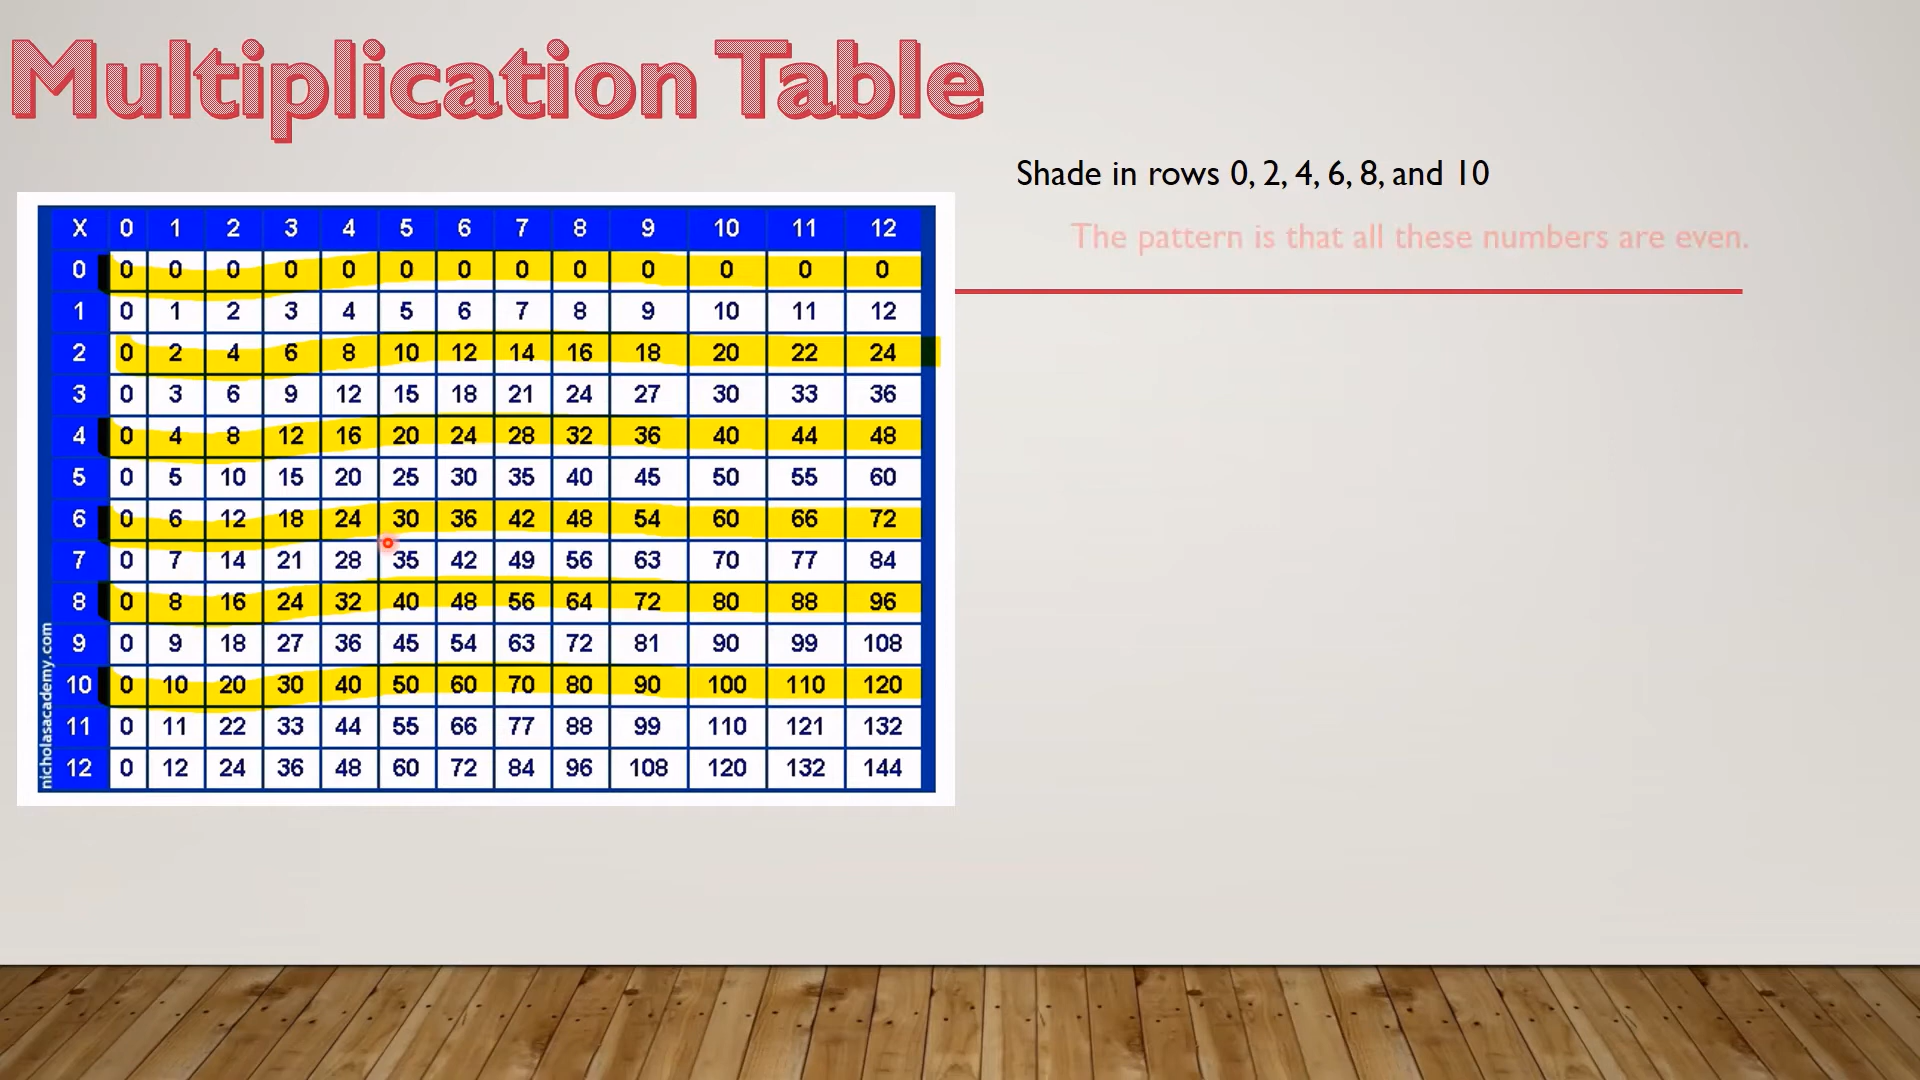 Multiplication Table
Shade in rows 0, 2, 4, 6, 8, and 10
The pattern is that all these numbers are even.
X 0 1 2 3 4 5 6 7 8 9 10 11 12
0 0 0 0 0 0 0 0 0 0 0 0 0 0
1 0 1 2 3 4 5 6 7 8 9 10 11 12
2 0 2 4 6 8 10 12 14 16 18 20 22 24
3 0 3 6 9 12 15 18 21 24 27 30 33 36
4 0 4 8 12 16 20 24 28 32 36 40 44 48
5 0 5 10 15 20 25 30 35 40 45 50 55 60
6 0 6 12 18 24 30 36 42 48 54 60 66 72
7 0 7 14 21 28 35 42 49 56 63 70 77 84
8 0 8 16 24 32 40 48 56 64 72 80 88 96
9 0 9 18 27 36 45 54 63 72 81 90 99 108
10 0 10 20 30 40 50 60 70 80 90 100 110 120
11 0 11 22 33 44 55 66 77 88 99 110 121 132
12 0 12 24 36 48 60 72 84 96 108 120 132 144
nicholasacademy.com